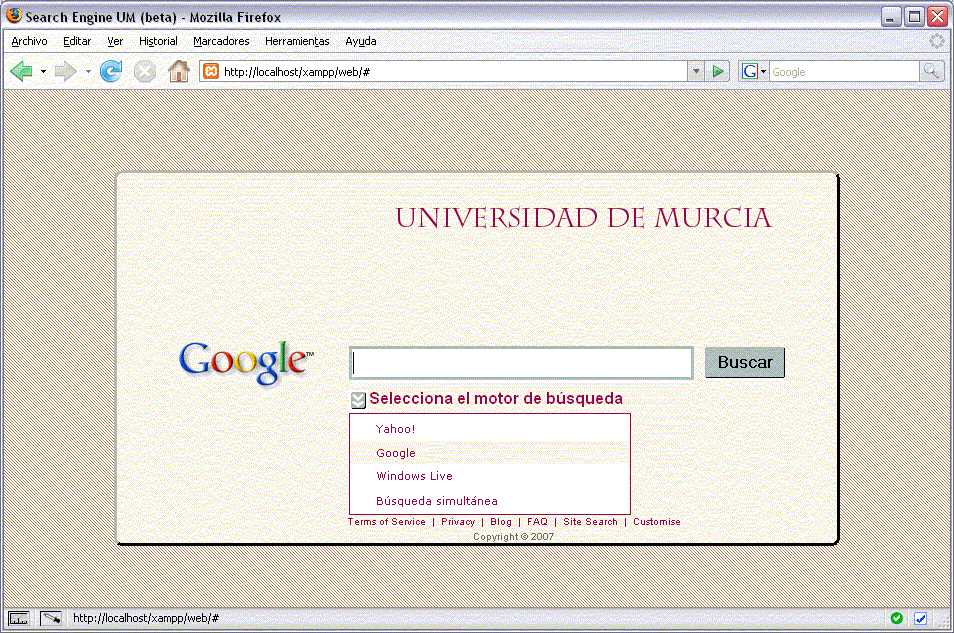 Search Engine UM (beta) - Mozilla Firefox
Archivo Editar Ver Historial Marcadores Herramientas Ayuda
http://localhost/xampp/web/# G Google
UNIVERSIDAD DE MURCIA
Google™ Buscar
Selecciona el motor de búsqueda
Yahoo!
Google
Windows Live
Búsqueda simultánea
Terms of Service | Privacy | Blog | FAQ | Site Search | Customise
Copyright © 2007
http://localhost/xampp/web/#